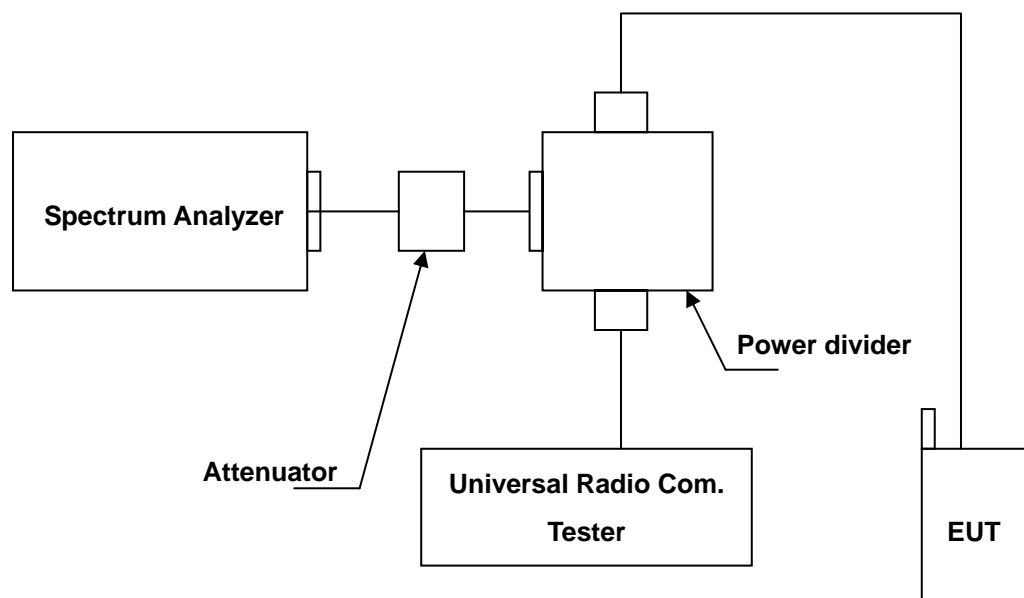 Spectrum Analyzer
Power divider
Attenuator
Universal Radio Com.
Tester
EUT